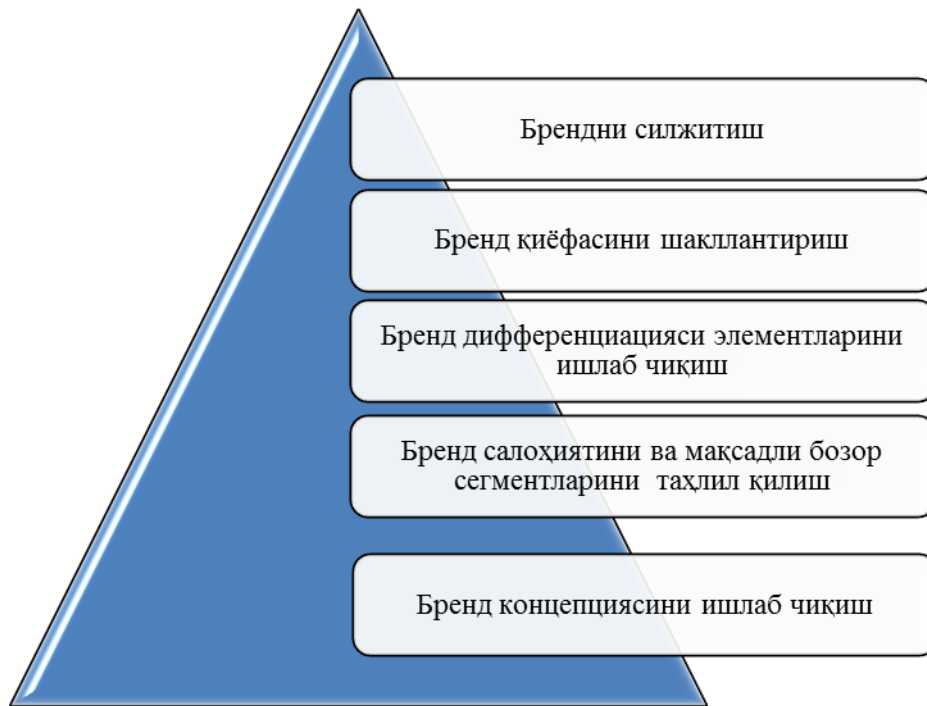 Брендни силжитиш
Бренд қиёфасини шакллантириш
Бренд дифференциацияси элементларини
ишлаб чиқиш
Бренд салоҳиятини ва мақсадли бозор
сегментларини таҳлил қилиш
Бренд концепциясини ишлаб чиқиш